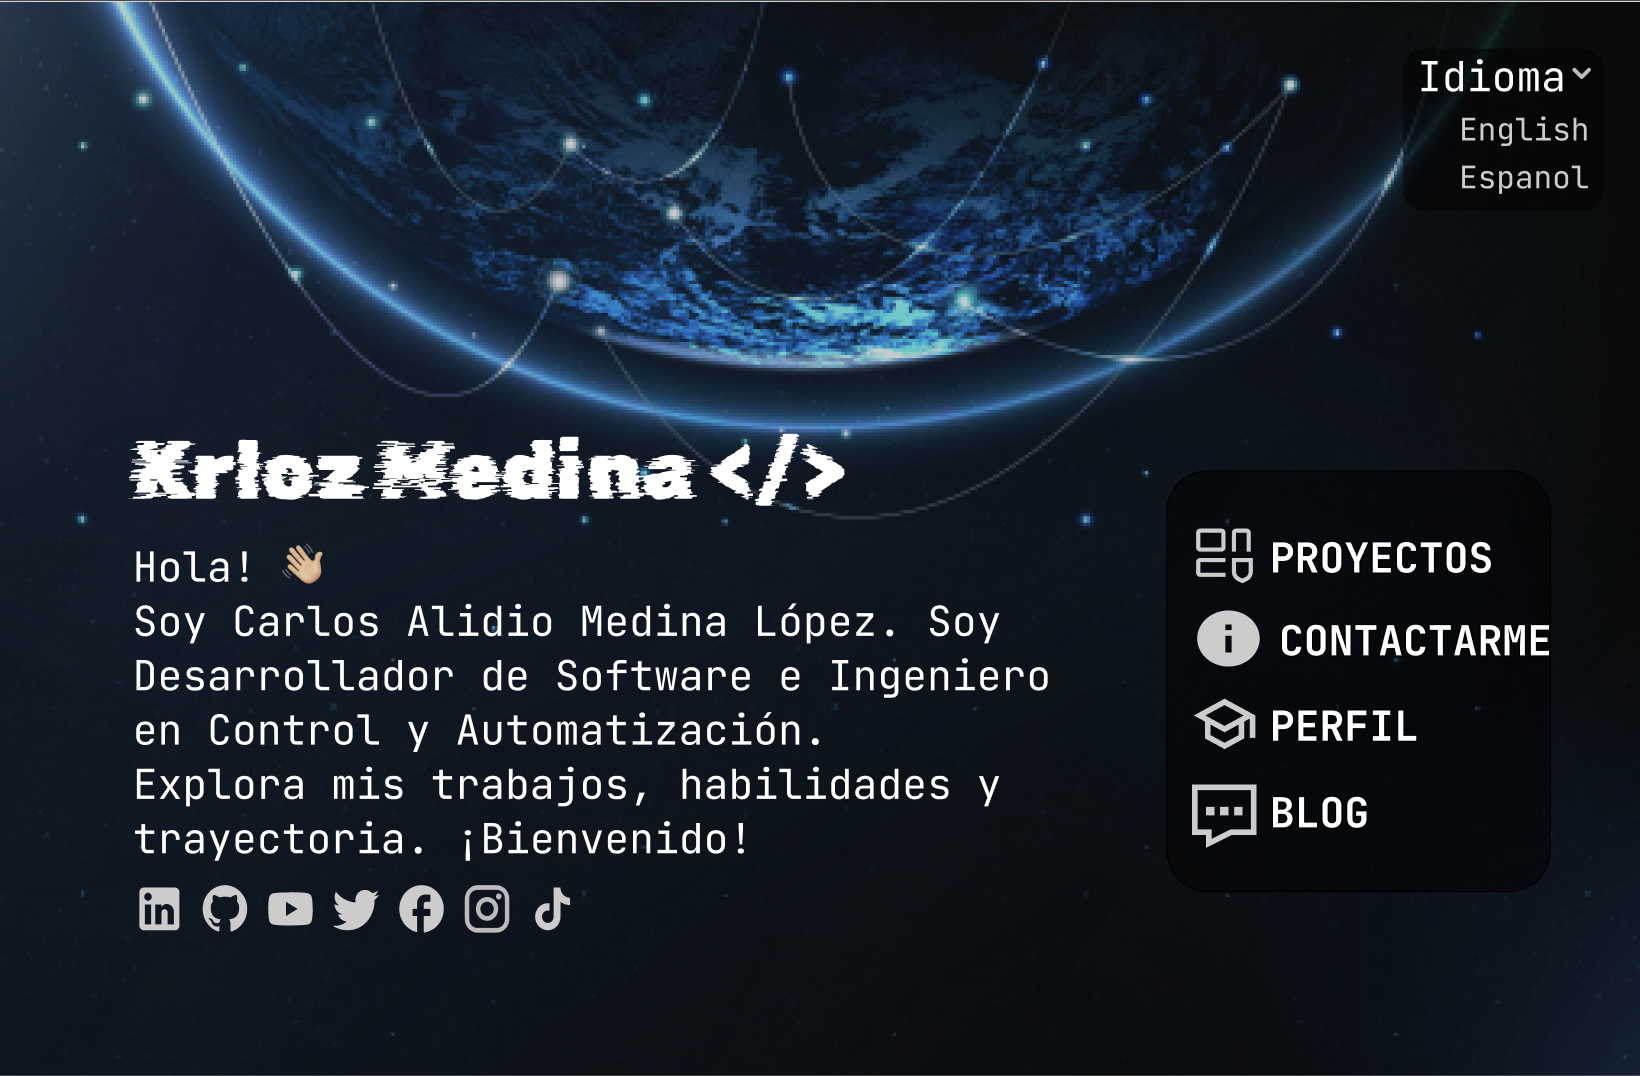 Idioma
English
Espanol
Krloz Medina </>
Hola! 👋🏼
Soy Carlos Alidio Medina López. Soy
Desarrollador de Software e Ingeniero
en Control y Automatización.
Explora mis trabajos, habilidades y
trayectoria. ¡Bienvenido!
PROYECTOS
CONTACTARME
PERFIL
BLOG